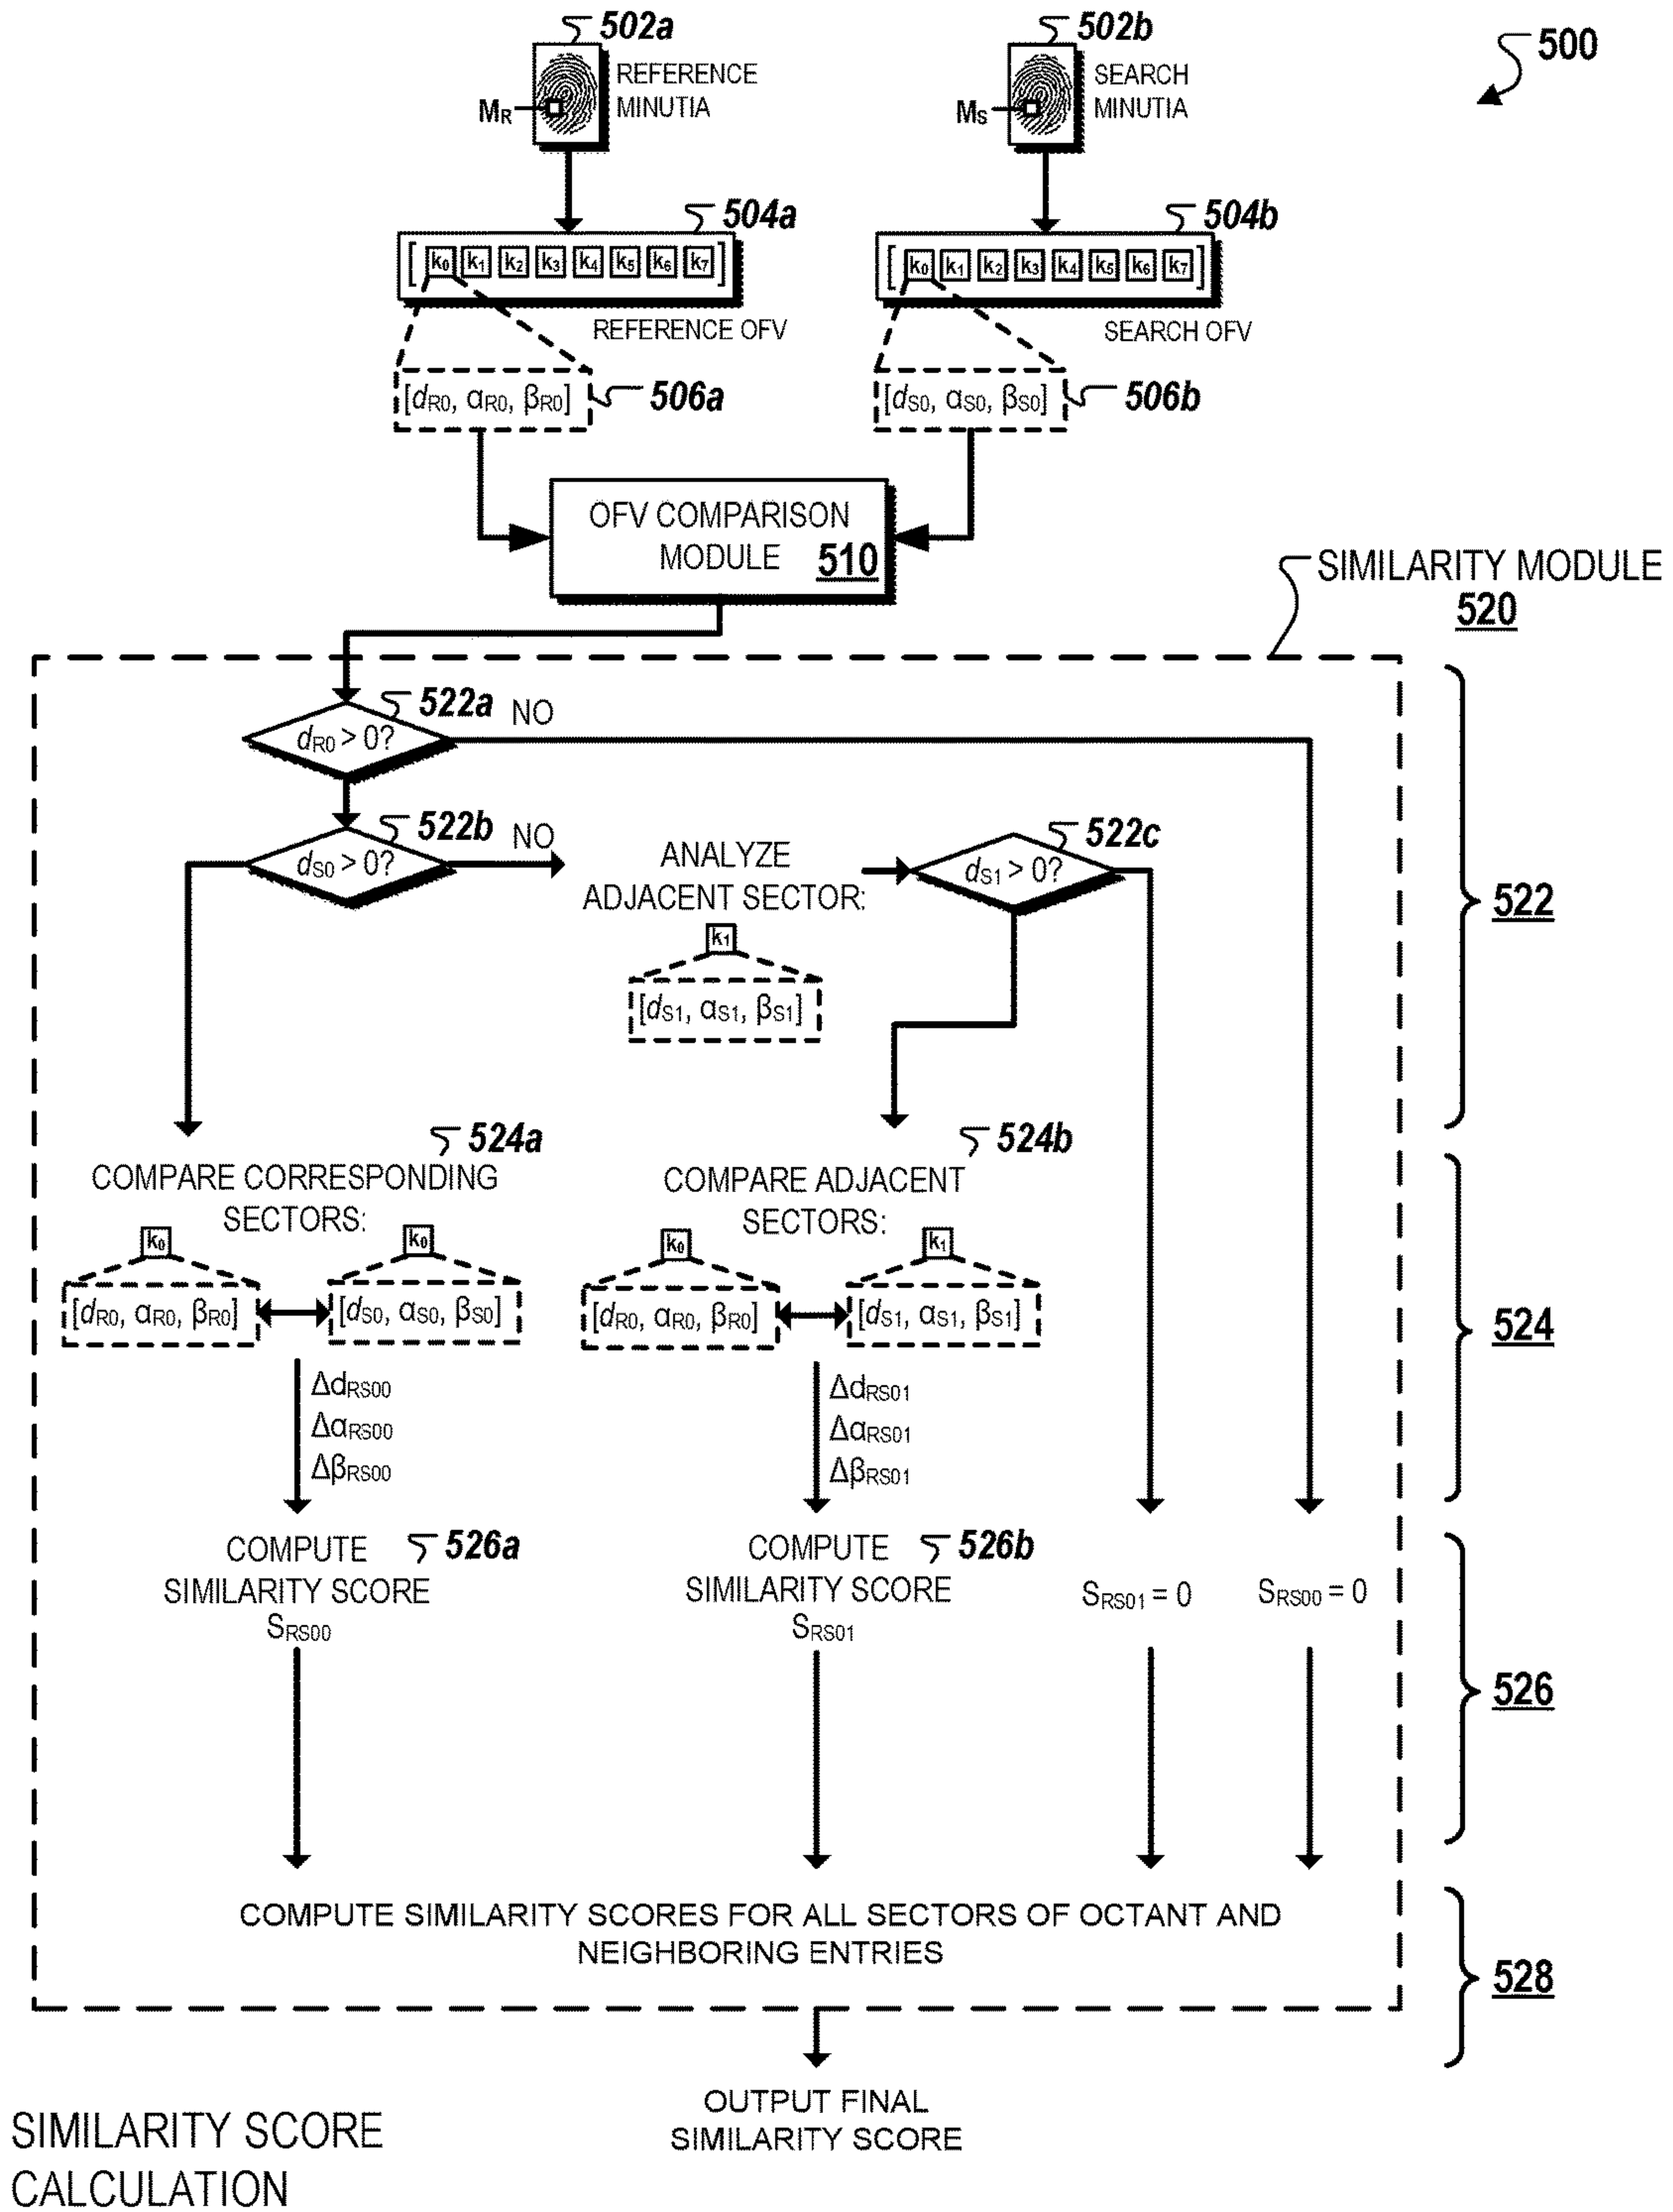 502a
502b
500
REFERENCE
MINUTIA
SEARCH
MINUTIA
MR
MS
504a
504b
[ k0 k1 k2 k3 k4 k5 k6 k7 ]
[ k0 k1 k2 k3 k4 k5 k6 k7 ]
REFERENCE OFV
SEARCH OFV
[dR0, αR0, βR0]
506a
[dS0, αS0, βS0]
506b
OFV COMPARISON
MODULE 510
SIMILARITY MODULE
520
522a
NO
dR0 > 0?
522b
NO
dS0 > 0?
ANALYZE
ADJACENT SECTOR:
522c
dS1 > 0?
k1
[dS1, αS1, βS1]
522
524a
COMPARE CORRESPONDING
SECTORS:
524b
COMPARE ADJACENT
SECTORS:
k0
k0
k0
k1
[dR0, αR0, βR0]
[dS0, αS0, βS0]
[dR0, αR0, βR0]
[dS1, αS1, βS1]
524
ΔdRS00
ΔαRS00
ΔβRS00
ΔdRS01
ΔαRS01
ΔβRS01
COMPUTE
SIMILARITY SCORE
SRS00
526a
COMPUTE
SIMILARITY SCORE
SRS01
526b
SRS01 = 0
SRS00 = 0
526
COMPUTE SIMILARITY SCORES FOR ALL SECTORS OF OCTANT AND
NEIGHBORING ENTRIES
528
OUTPUT FINAL
SIMILARITY SCORE
SIMILARITY SCORE
CALCULATION